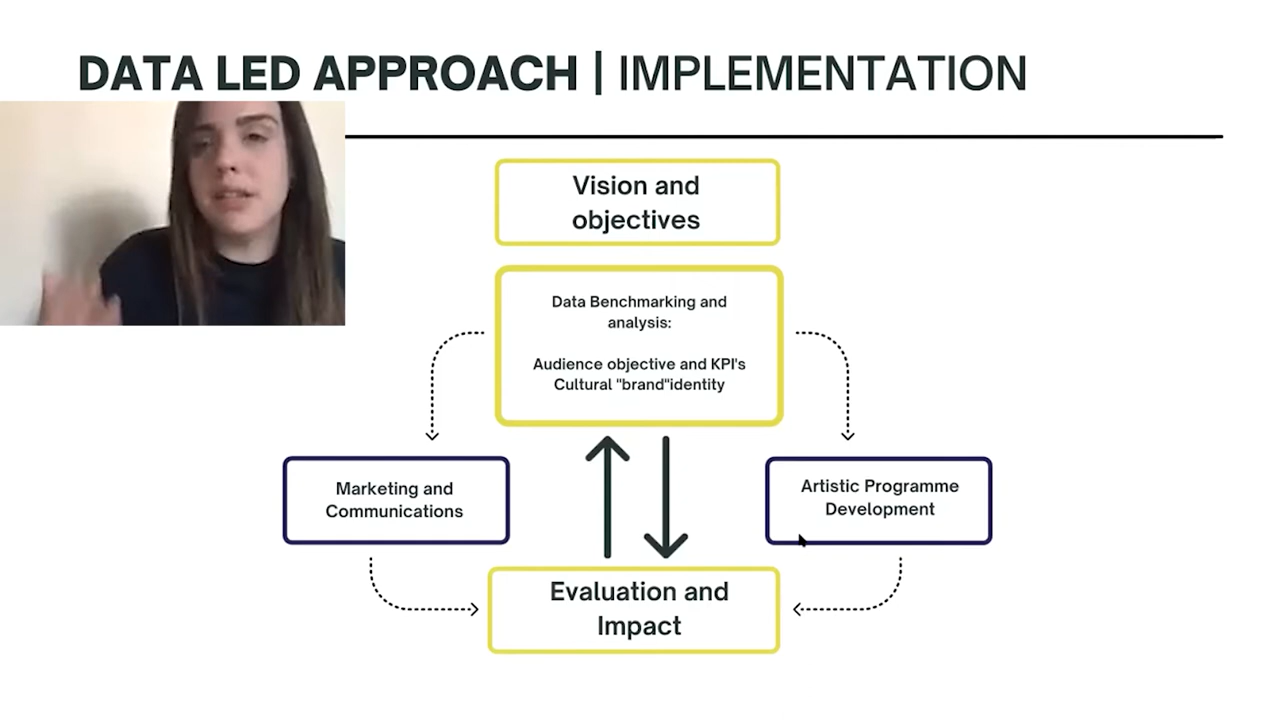 DATA LED APPROACH | IMPLEMENTATION
Vision and
objectives
Data Benchmarking and
analysis:
Audience objective and KPI's
Cultural "brand"identity
Marketing and
Communications
Artistic Programme
Development
Evaluation and
Impact